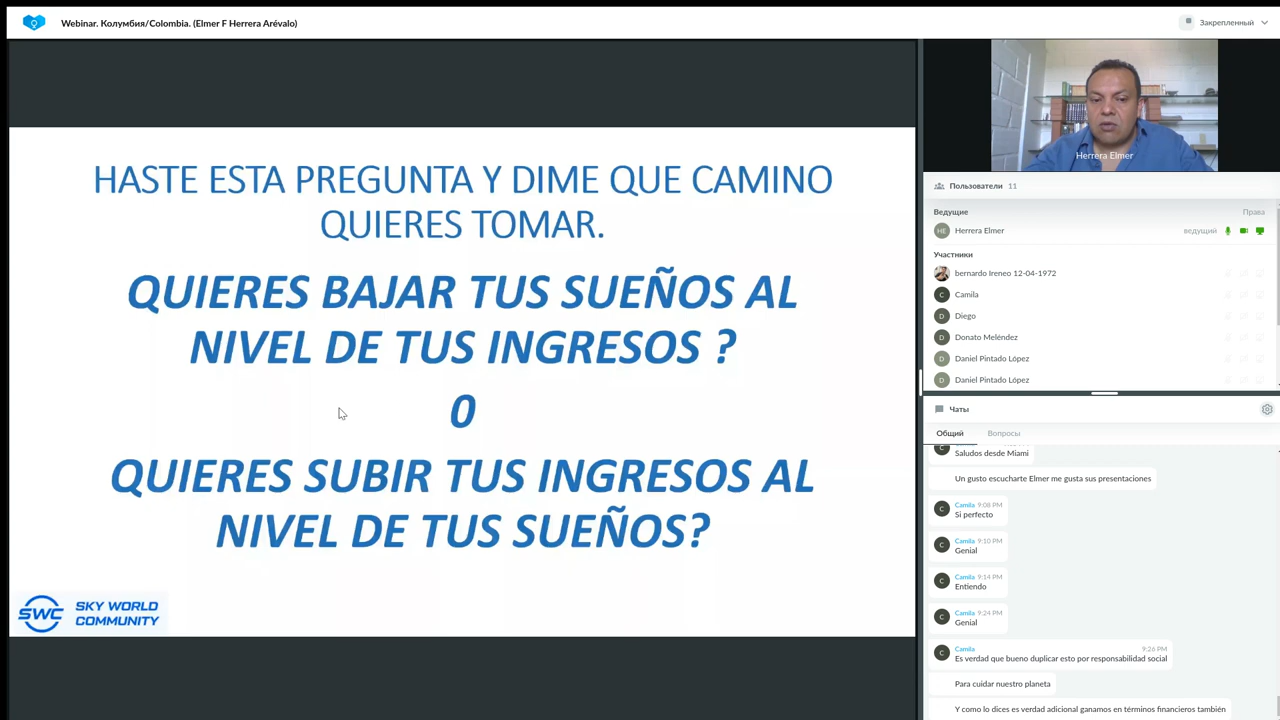 Webinar. Колумбия/Colombia. (Elmer F Herrera Arévalo)
Закрепленный
HASTE ESTA PREGUNTA Y DIME QUE CAMINO
QUIERES TOMAR.
QUIERES BAJAR TUS SUEÑOS AL
NIVEL DE TUS INGRESOS ?
O
QUIERES SUBIR TUS INGRESOS AL
NIVEL DE TUS SUEÑOS?
SWC
SKY WORLD
COMMUNITY
Herrera Elmer
Пользователи 11
Ведущие Права
HE Herrera Elmer ведущий
Участники
bernardo Ireneo 12-04-1972
C Camila
D Diego
D Donato Meléndez
D Daniel Pintado López
D Daniel Pintado López
Чаты
Общий Вопросы
C Saludos desde Miami
Un gusto escucharte Elmer me gusta sus presentaciones
Camila 9:08 PM
C Si perfecto
Camila 9:10 PM
C Genial
Camila 9:14 PM
C Entiendo
Camila 9:24 PM
C Genial
Camila 9:26 PM
C Es verdad que bueno duplicar esto por responsabilidad social
Para cuidar nuestro planeta
Y como lo dices es verdad adicional ganamos en términos financieros también